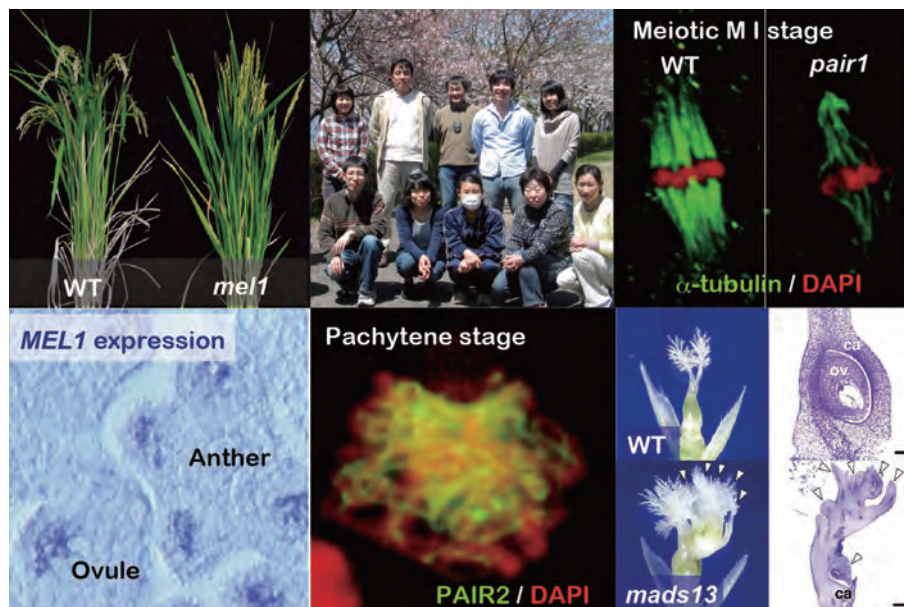 WT
mel1
Meiotic M I stage
WT
pair1
α-tubulin / DAPI
MEL1 expression
Anther
Ovule
Pachytene stage
PAIR2 / DAPI
WT
mads13
ca
ov.
ca